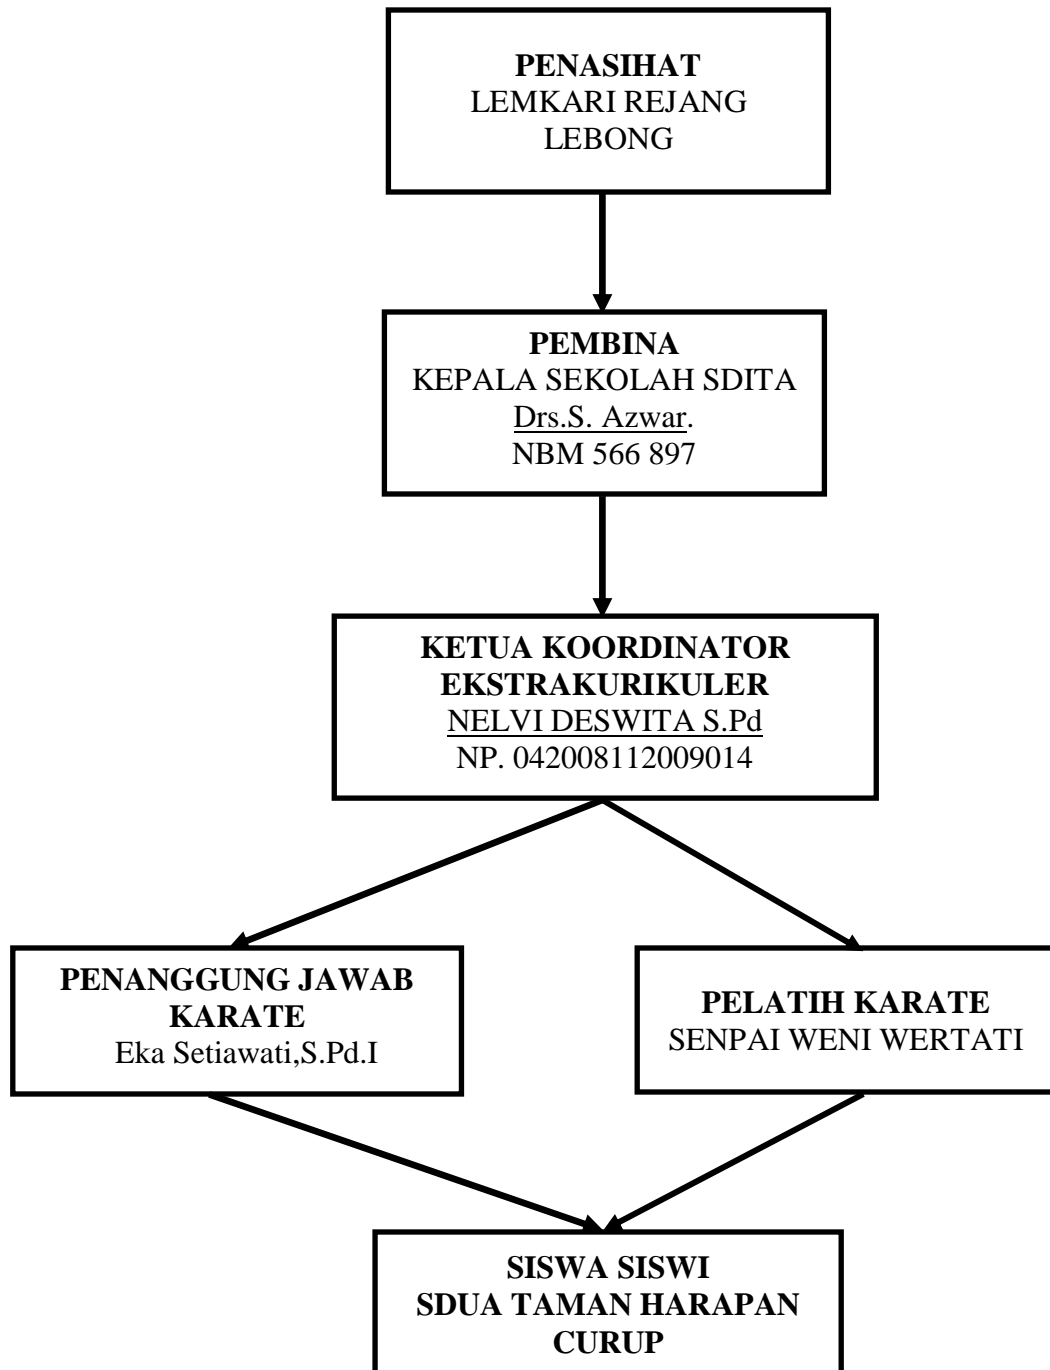 PENASIHAT
LEMKARI REJANG
LEBONG
PEMBINA
KEPALA SEKOLAH SDITA
Drs.S. Azwar.
NBM 566 897
KETUA KOORDINATOR
EKSTRAKURIKULER
NELVI DESWITA S.Pd
NP. 042008112009014
PENANGGUNG JAWAB
KARATE
Eka Setiawati,S.Pd.I
PELATIH KARATE
SENPAI WENI WERTATI
SISWA SISWI
SDUA TAMAN HARAPAN
CURUP